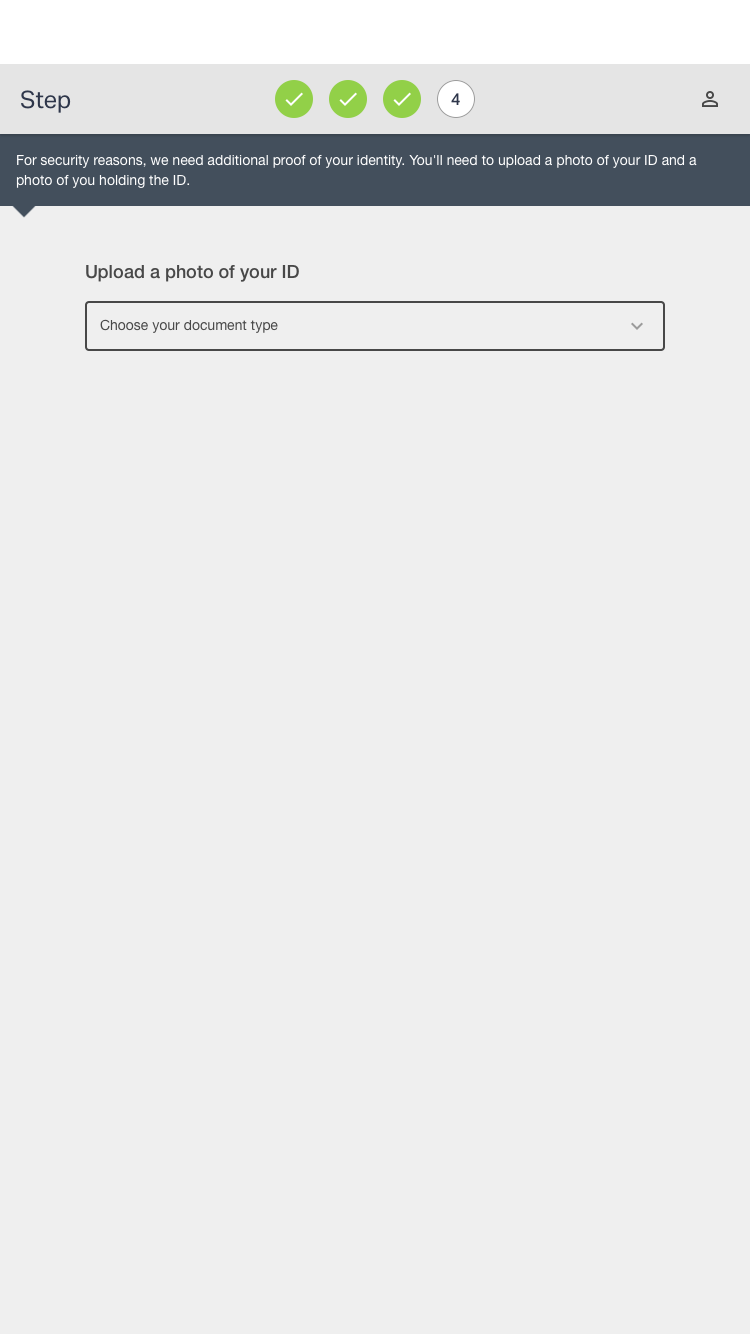 Step
4
For security reasons, we need additional proof of your identity. You'll need to upload a photo of your ID and a
photo of you holding the ID.
Upload a photo of your ID
Choose your document type